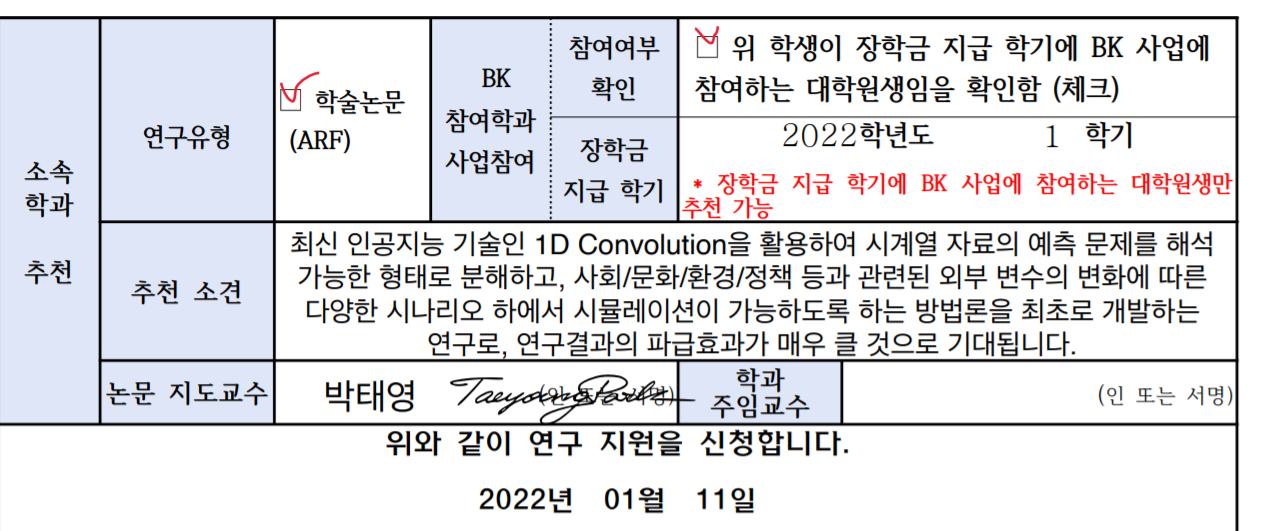 소속
학과
추천
연구유형
학술논문
(ARF)
BK
참여학과
사업참여
참여여부
확인
위 학생이 장학금 지급 학기에 BK 사업에
참여하는 대학원생임을 확인함 (체크)
장학금
지급 학기
2022학년도 1 학기
* 장학금 지급 학기에 BK 사업에 참여하는 대학원생만
추천 가능
추천 소견
최신 인공지능 기술인 1D Convolution을 활용하여 시계열 자료의 예측 문제를 해석
가능한 형태로 분해하고, 사회/문화/환경/정책 등과 관련된 외부 변수의 변화에 따른
다양한 시나리오 하에서 시뮬레이션이 가능하도록 하는 방법론을 최초로 개발하는
연구로, 연구결과의 파급효과가 매우 클 것으로 기대됩니다.
논문 지도교수
박태영 Taeyoung Park (인 또는 서명)
학과
주임교수
(인 또는 서명)
위와 같이 연구 지원을 신청합니다.
2022년 01월 11일